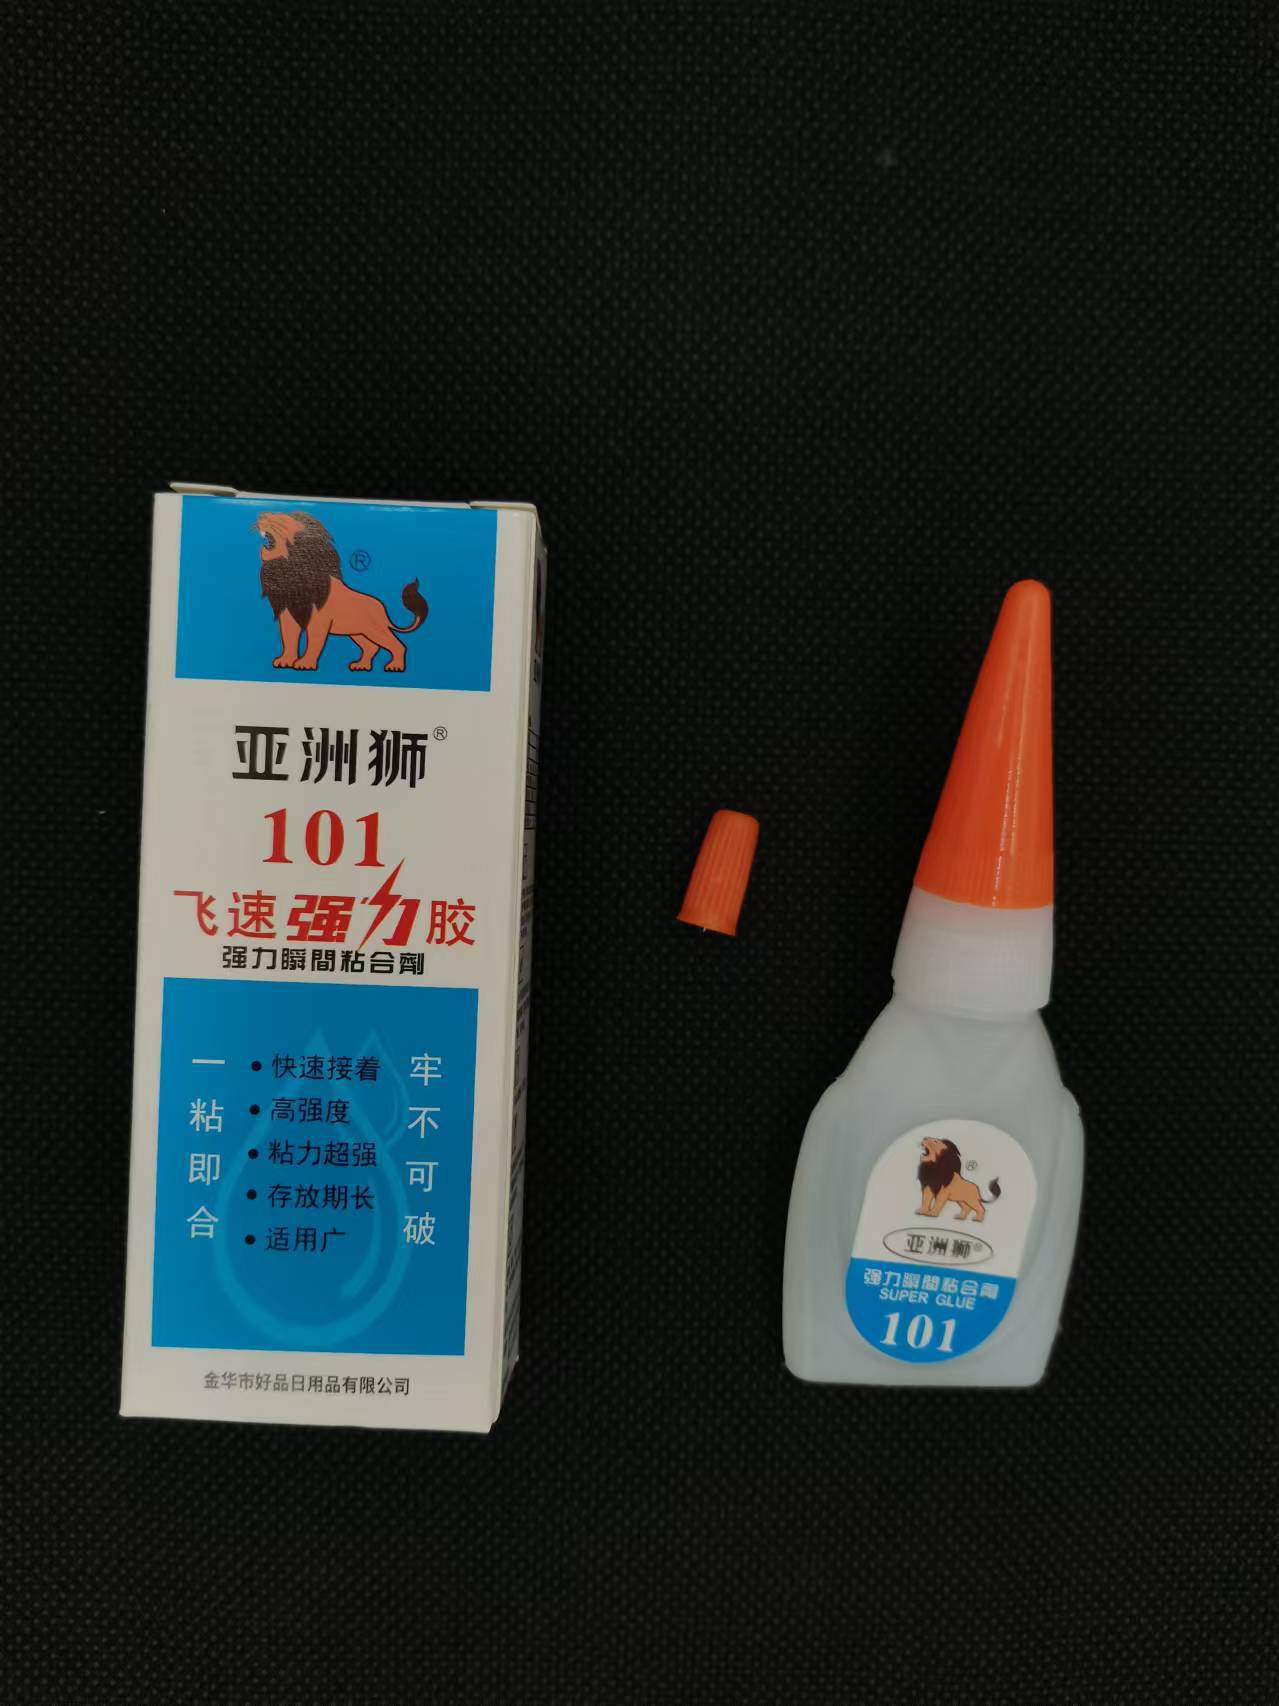 ®
亚洲狮®
101
飞速强力胶
强力瞬間粘合劑
一粘即合
• 快速接着
• 高强度
• 粘力超强
• 存放期长
• 适用广
牢不可破
金华市好品日用品有限公司
®
亚洲狮®
强力瞬間粘合劑
SUPER GLUE
101